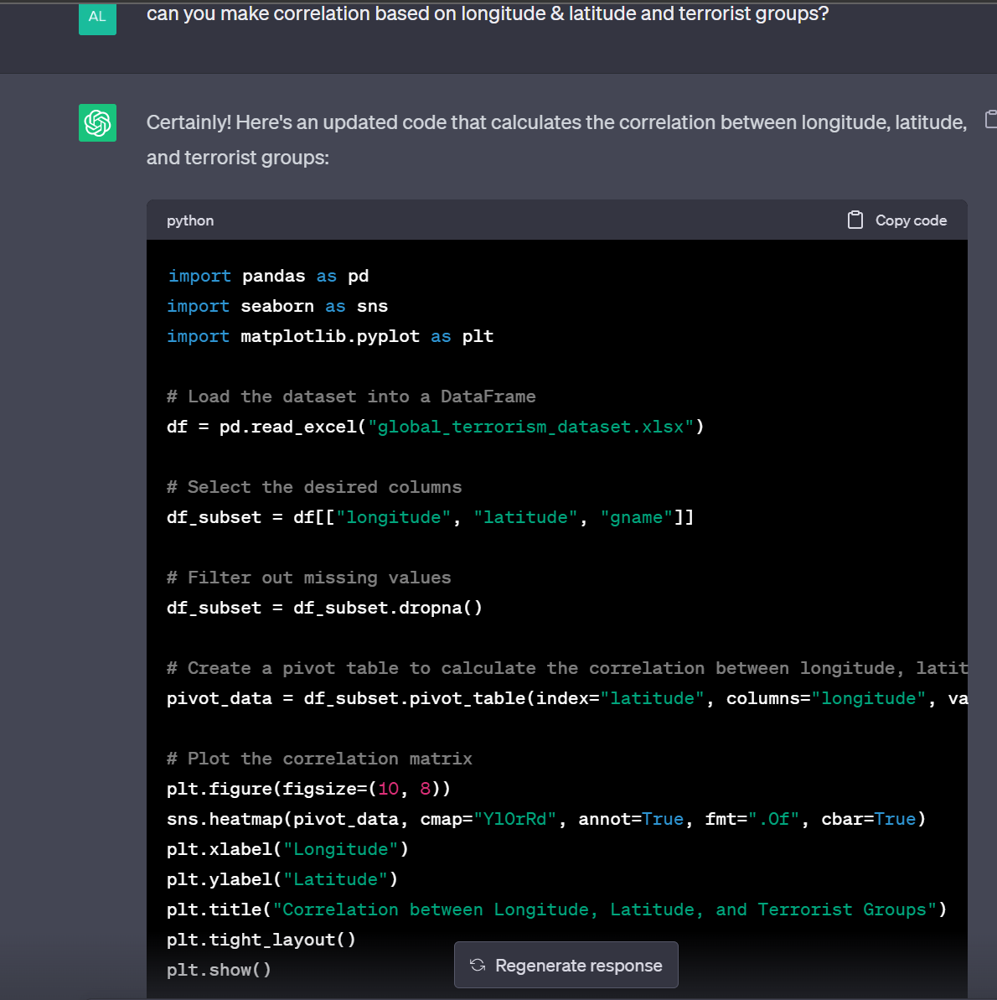 AL
can you make correlation based on longitude & latitude and terrorist groups?
Certainly! Here's an updated code that calculates the correlation between longitude, latitude,
and terrorist groups:
python
Copy code
import pandas as pd
import seaborn as sns
import matplotlib.pyplot as plt
# Load the dataset into a DataFrame
df = pd.read_excel("global_terrorism_dataset.xlsx")
# Select the desired columns
df_subset = df[["longitude", "latitude", "gname"]]
# Filter out missing values
df_subset = df_subset.dropna()
# Create a pivot table to calculate the correlation between longitude, latit
pivot_data = df_subset.pivot_table(index="latitude", columns="longitude", va
# Plot the correlation matrix
plt.figure(figsize=(10, 8))
sns.heatmap(pivot_data, cmap="YlOrRd", annot=True, fmt=".0f", cbar=True)
plt.xlabel("Longitude")
plt.ylabel("Latitude")
plt.title("Correlation between Longitude, Latitude, and Terrorist Groups")
plt.tight_layout()
plt.show()
Regenerate response